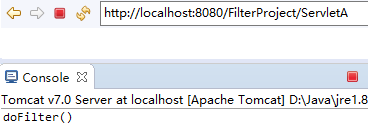 http://localhost:8080/FilterProject/ServletA
Console
Tomcat v7.0 Server at localhost [Apache Tomcat] D:\Java\jre1.8
doFilter()